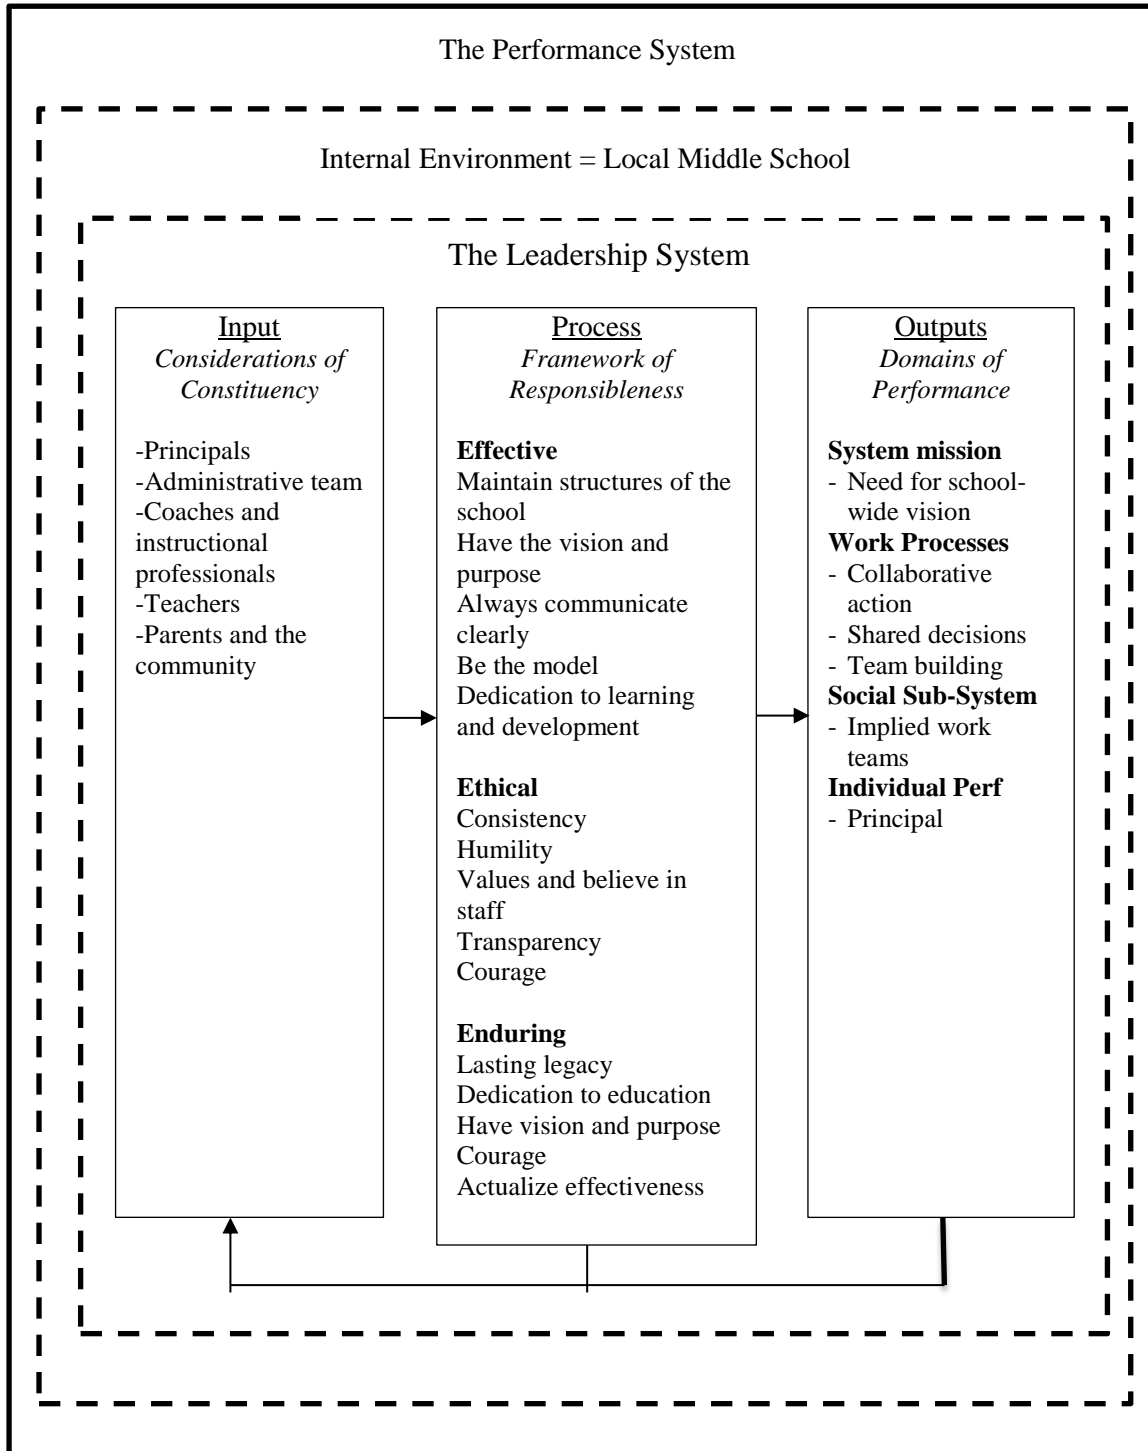 The Performance System
Internal Environment = Local Middle School
The Leadership System
Input
Considerations of
Constituency
-Principals
-Administrative team
-Coaches and
instructional
professionals
-Teachers
-Parents and the
community
Process
Framework of
Responsibleness
Effective
Maintain structures of the
school
Have the vision and
purpose
Always communicate
clearly
Be the model
Dedication to learning
and development
Ethical
Consistency
Humility
Values and believe in
staff
Transparency
Courage
Enduring
Lasting legacy
Dedication to education
Have vision and purpose
Courage
Actualize effectiveness
Outputs
Domains of
Performance
System mission
- Need for school-
wide vision
Work Processes
- Collaborative
action
- Shared decisions
- Team building
Social Sub-System
- Implied work
teams
Individual Perf
- Principal